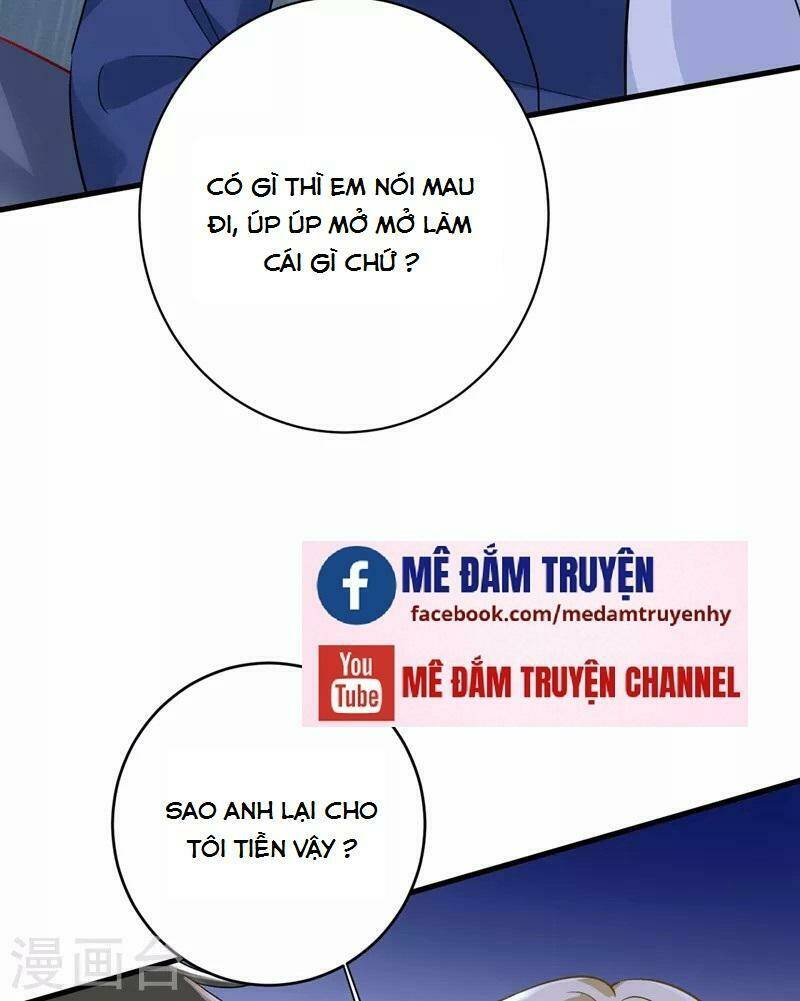 CÓ GÌ THÌ EM NÓI MAU
ĐI, ÚP ÚP MỞ MỞ LÀM
CÁI GÌ CHỨ ?
MÊ ĐẮM TRUYỆN
facebook.com/medamtruyenhy
You
Tube
MÊ ĐẮM TRUYỆN CHANNEL
SAO ANH LẠI CHO
TÔI TIỀN VẬY ?
漫画台